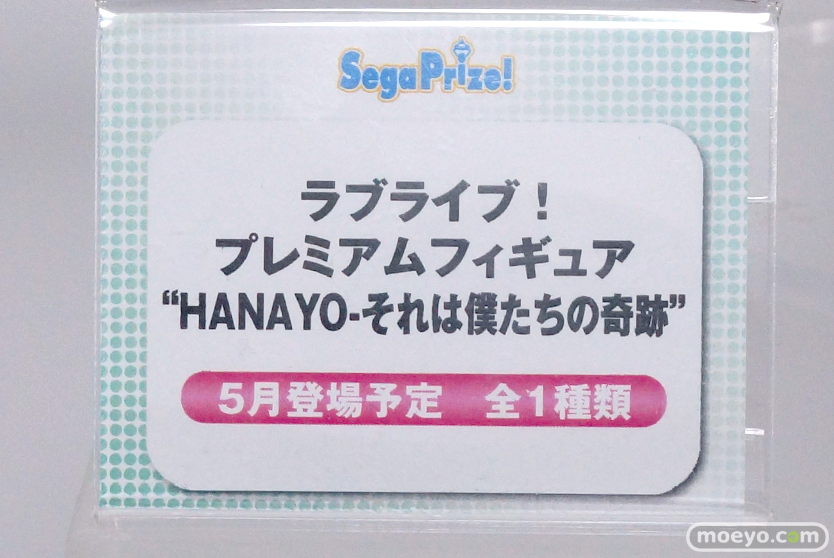 SegaPrize!
ラブライブ！
プレミアムフィギュア
“HANAYO-それは僕たちの奇跡”
5月登場予定　全1種類
moeyo.com